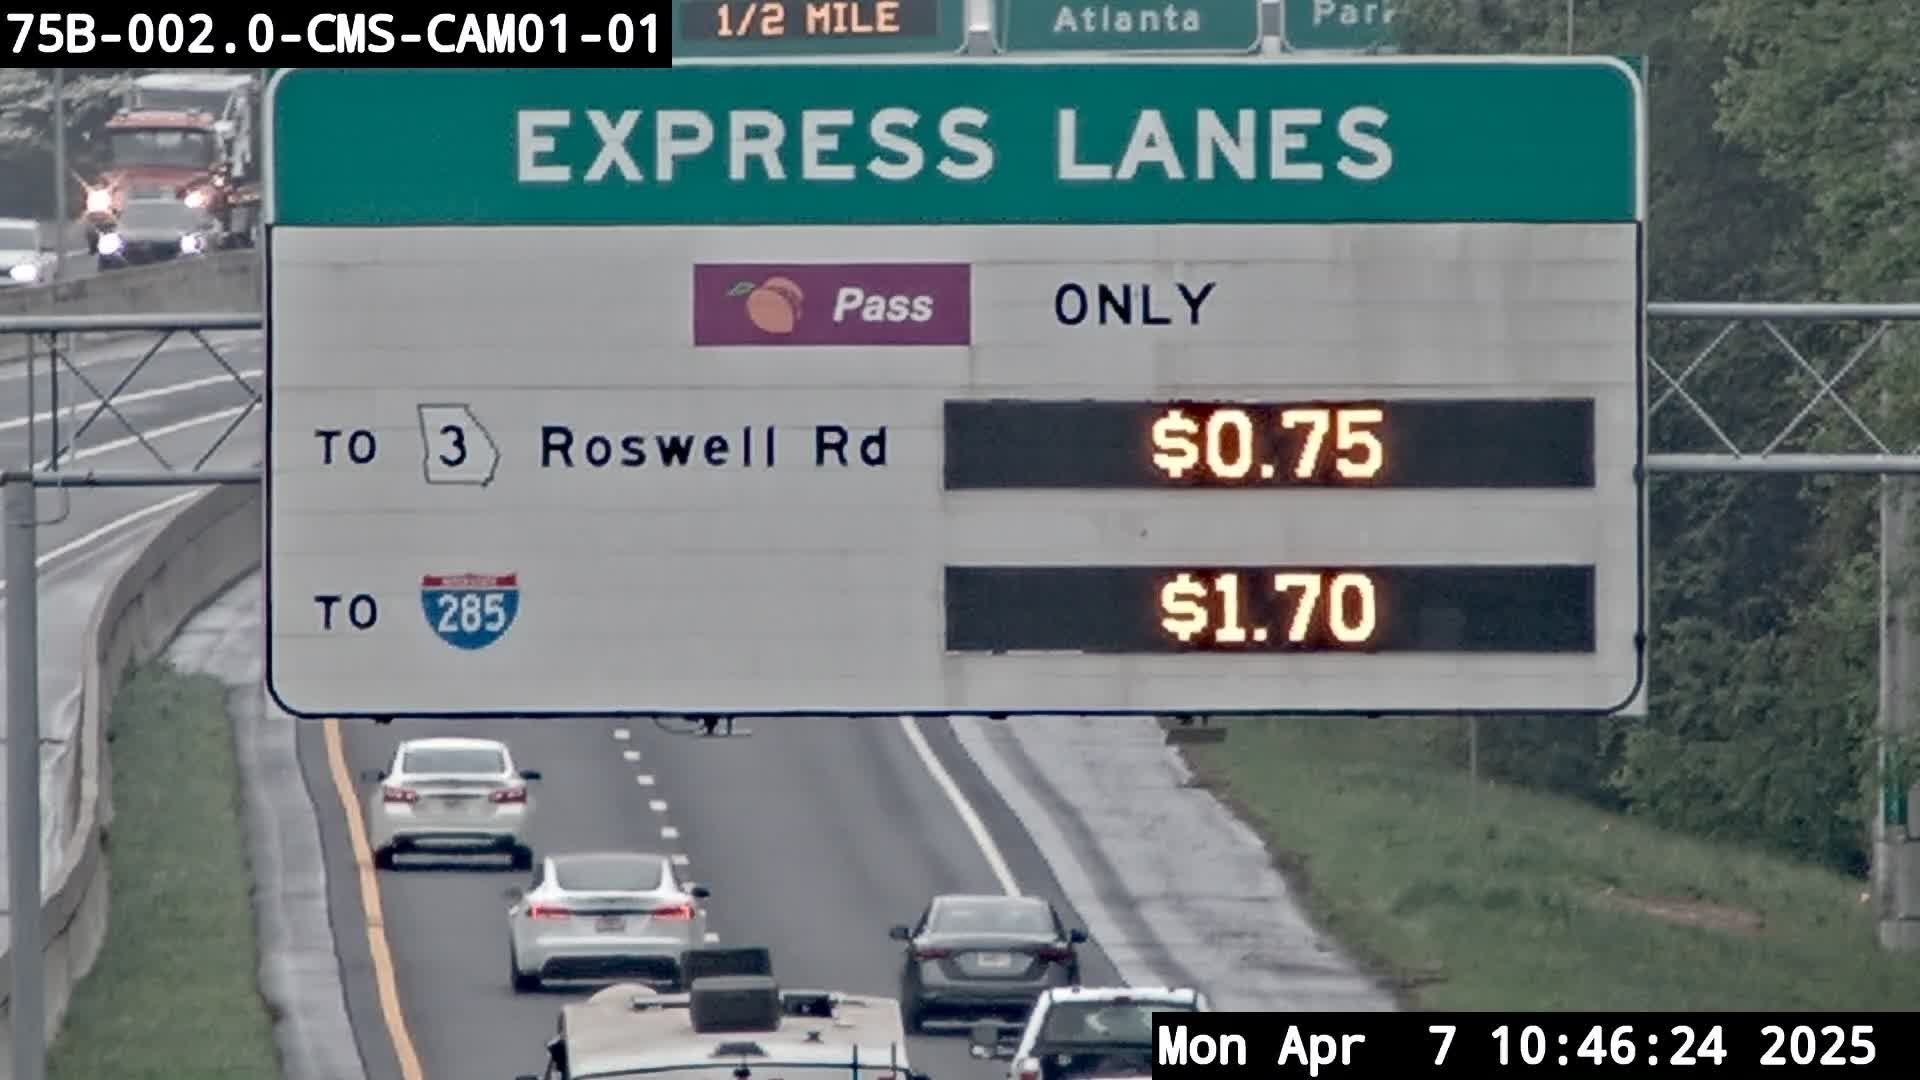 75B-002.0-CMS-CAM01-01
1/2 MILE
Atlanta
EXPRESS LANES
Pass ONLY
TO 3 Roswell Rd $0.75
TO 285 $1.70
Mon Apr 7 10:46:24 2025